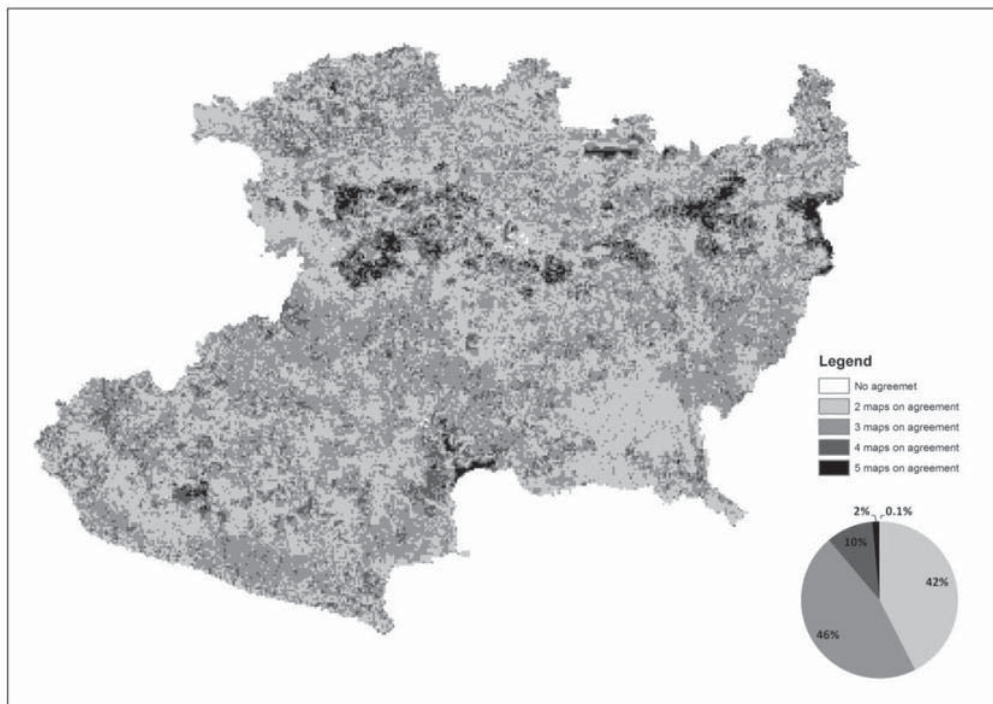 Legend
No agreemet
2 maps on agreement
3 maps on agreement
4 maps on agreement
5 maps on agreement
2% 0.1%
10%
42%
46%